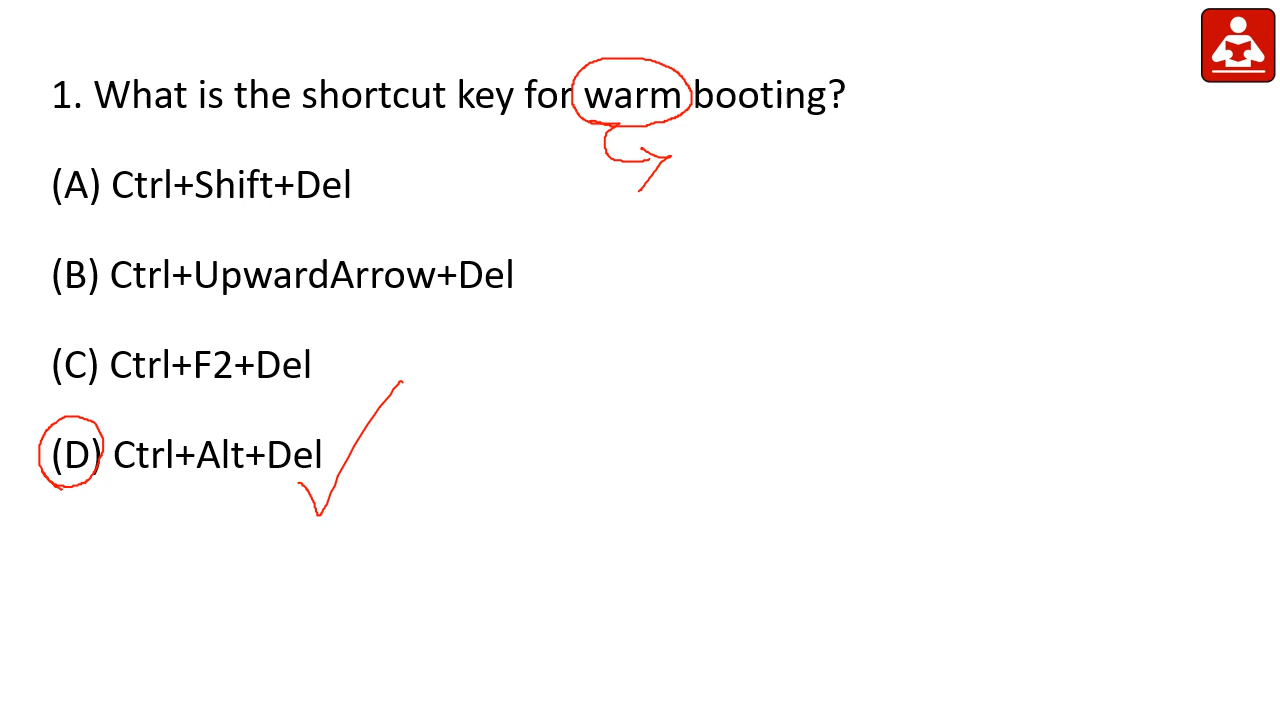 1. What is the shortcut key for warm booting?
(A) Ctrl+Shift+Del
(B) Ctrl+UpwardArrow+Del
(C) Ctrl+F2+Del
(D) Ctrl+Alt+Del